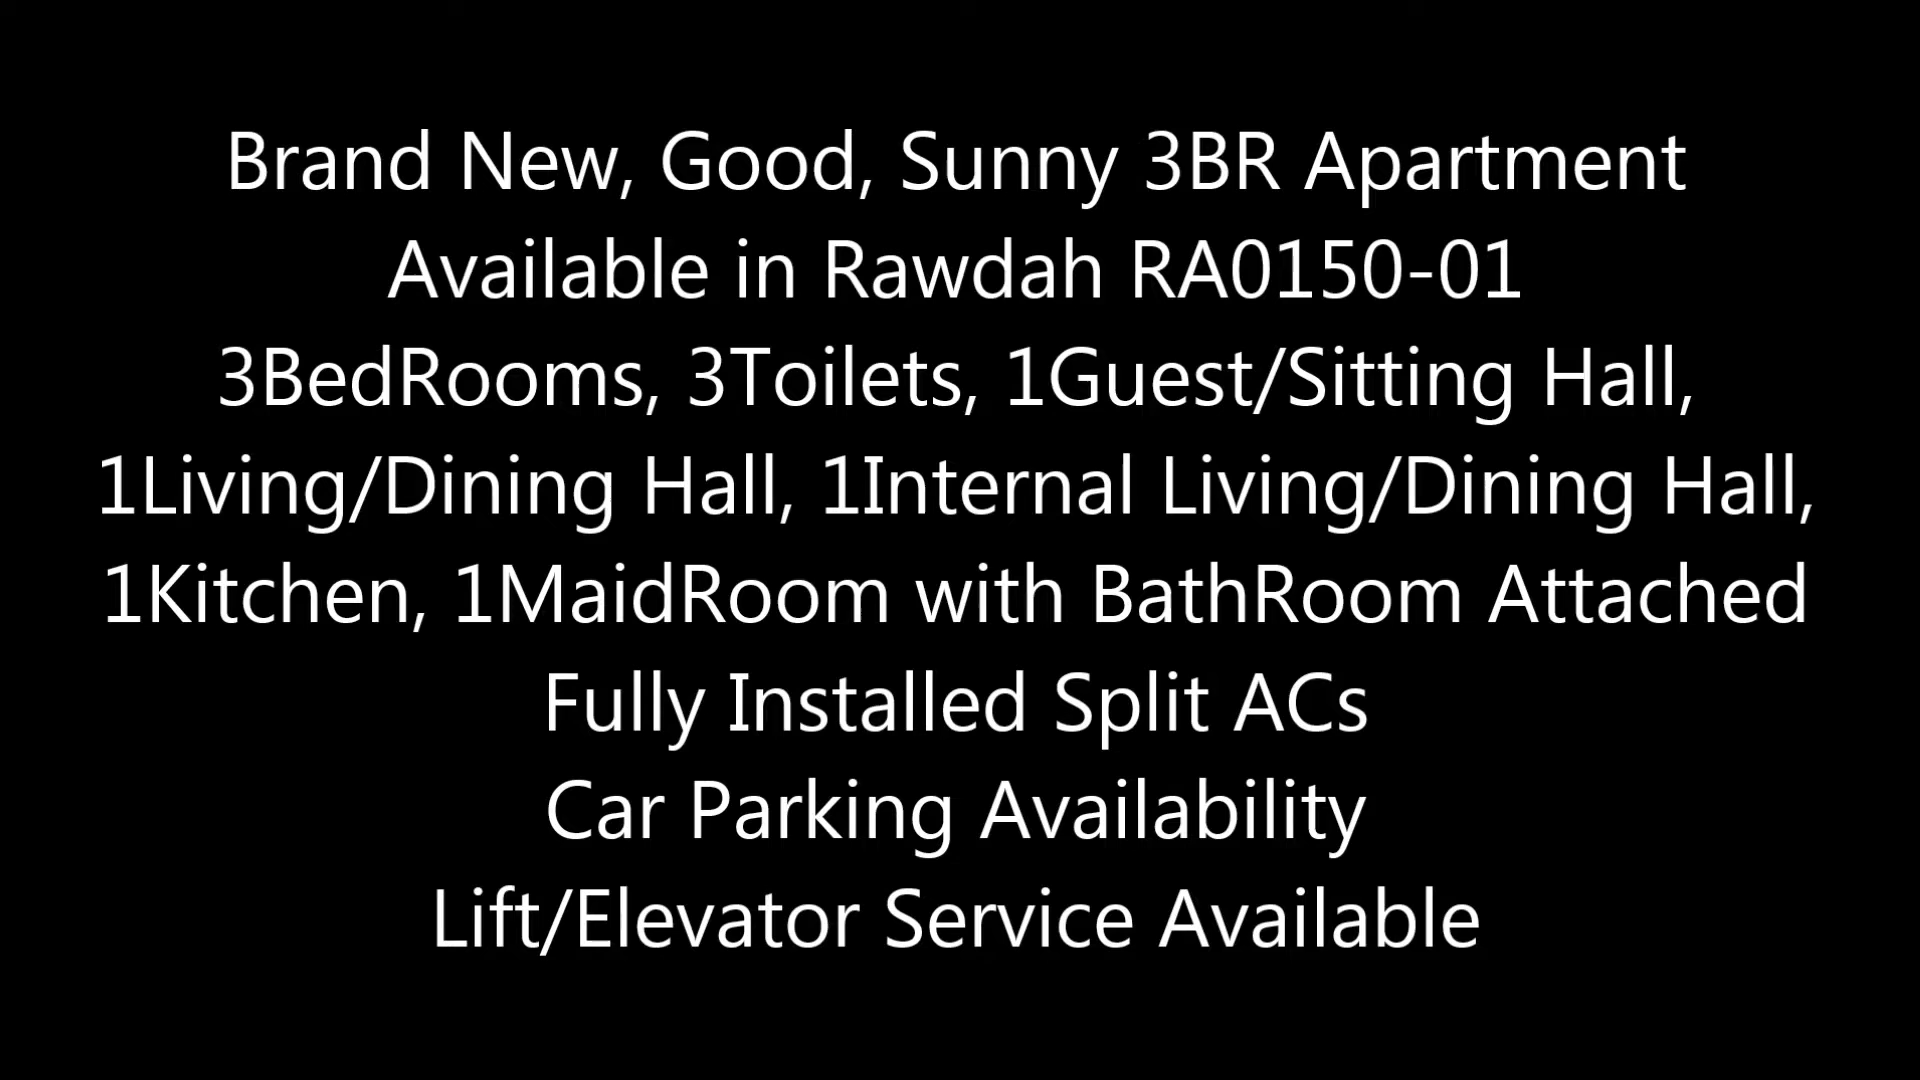 Brand New, Good, Sunny 3BR Apartment
Available in Rawdah RA0150-01
3BedRooms, 3Toilets, 1Guest/Sitting Hall,
1Living/Dining Hall, 1Internal Living/Dining Hall,
1Kitchen, 1MaidRoom with BathRoom Attached
Fully Installed Split ACs
Car Parking Availability
Lift/Elevator Service Available